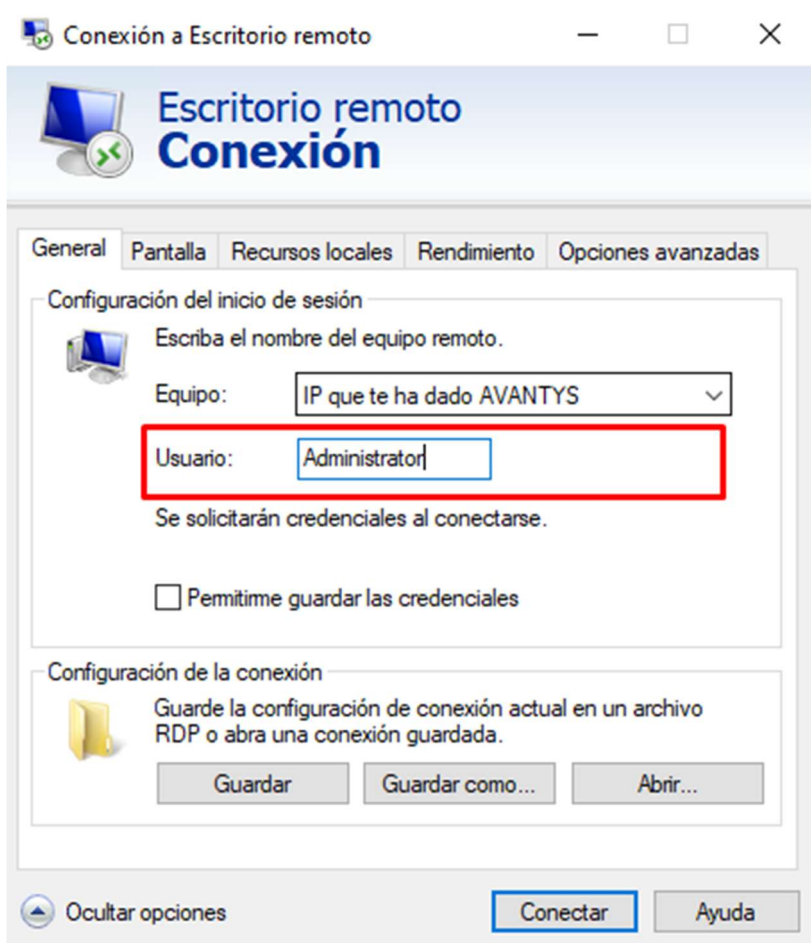 Conexión a Escritorio remoto
Escritorio remoto
Conexión
General Pantalla Recursos locales Rendimiento Opciones avanzadas
Configuración del inicio de sesión
Escriba el nombre del equipo remoto.
Equipo: IP que te ha dado AVANTYS
Usuario: Administrator
Se solicitarán credenciales al conectarse.
Permitirme guardar las credenciales
Configuración de la conexión
Guarde la configuración de conexión actual en un archivo
RDP o abra una conexión guardada.
Guardar Guardar como... Abrir...
Ocultar opciones Conectar Ayuda